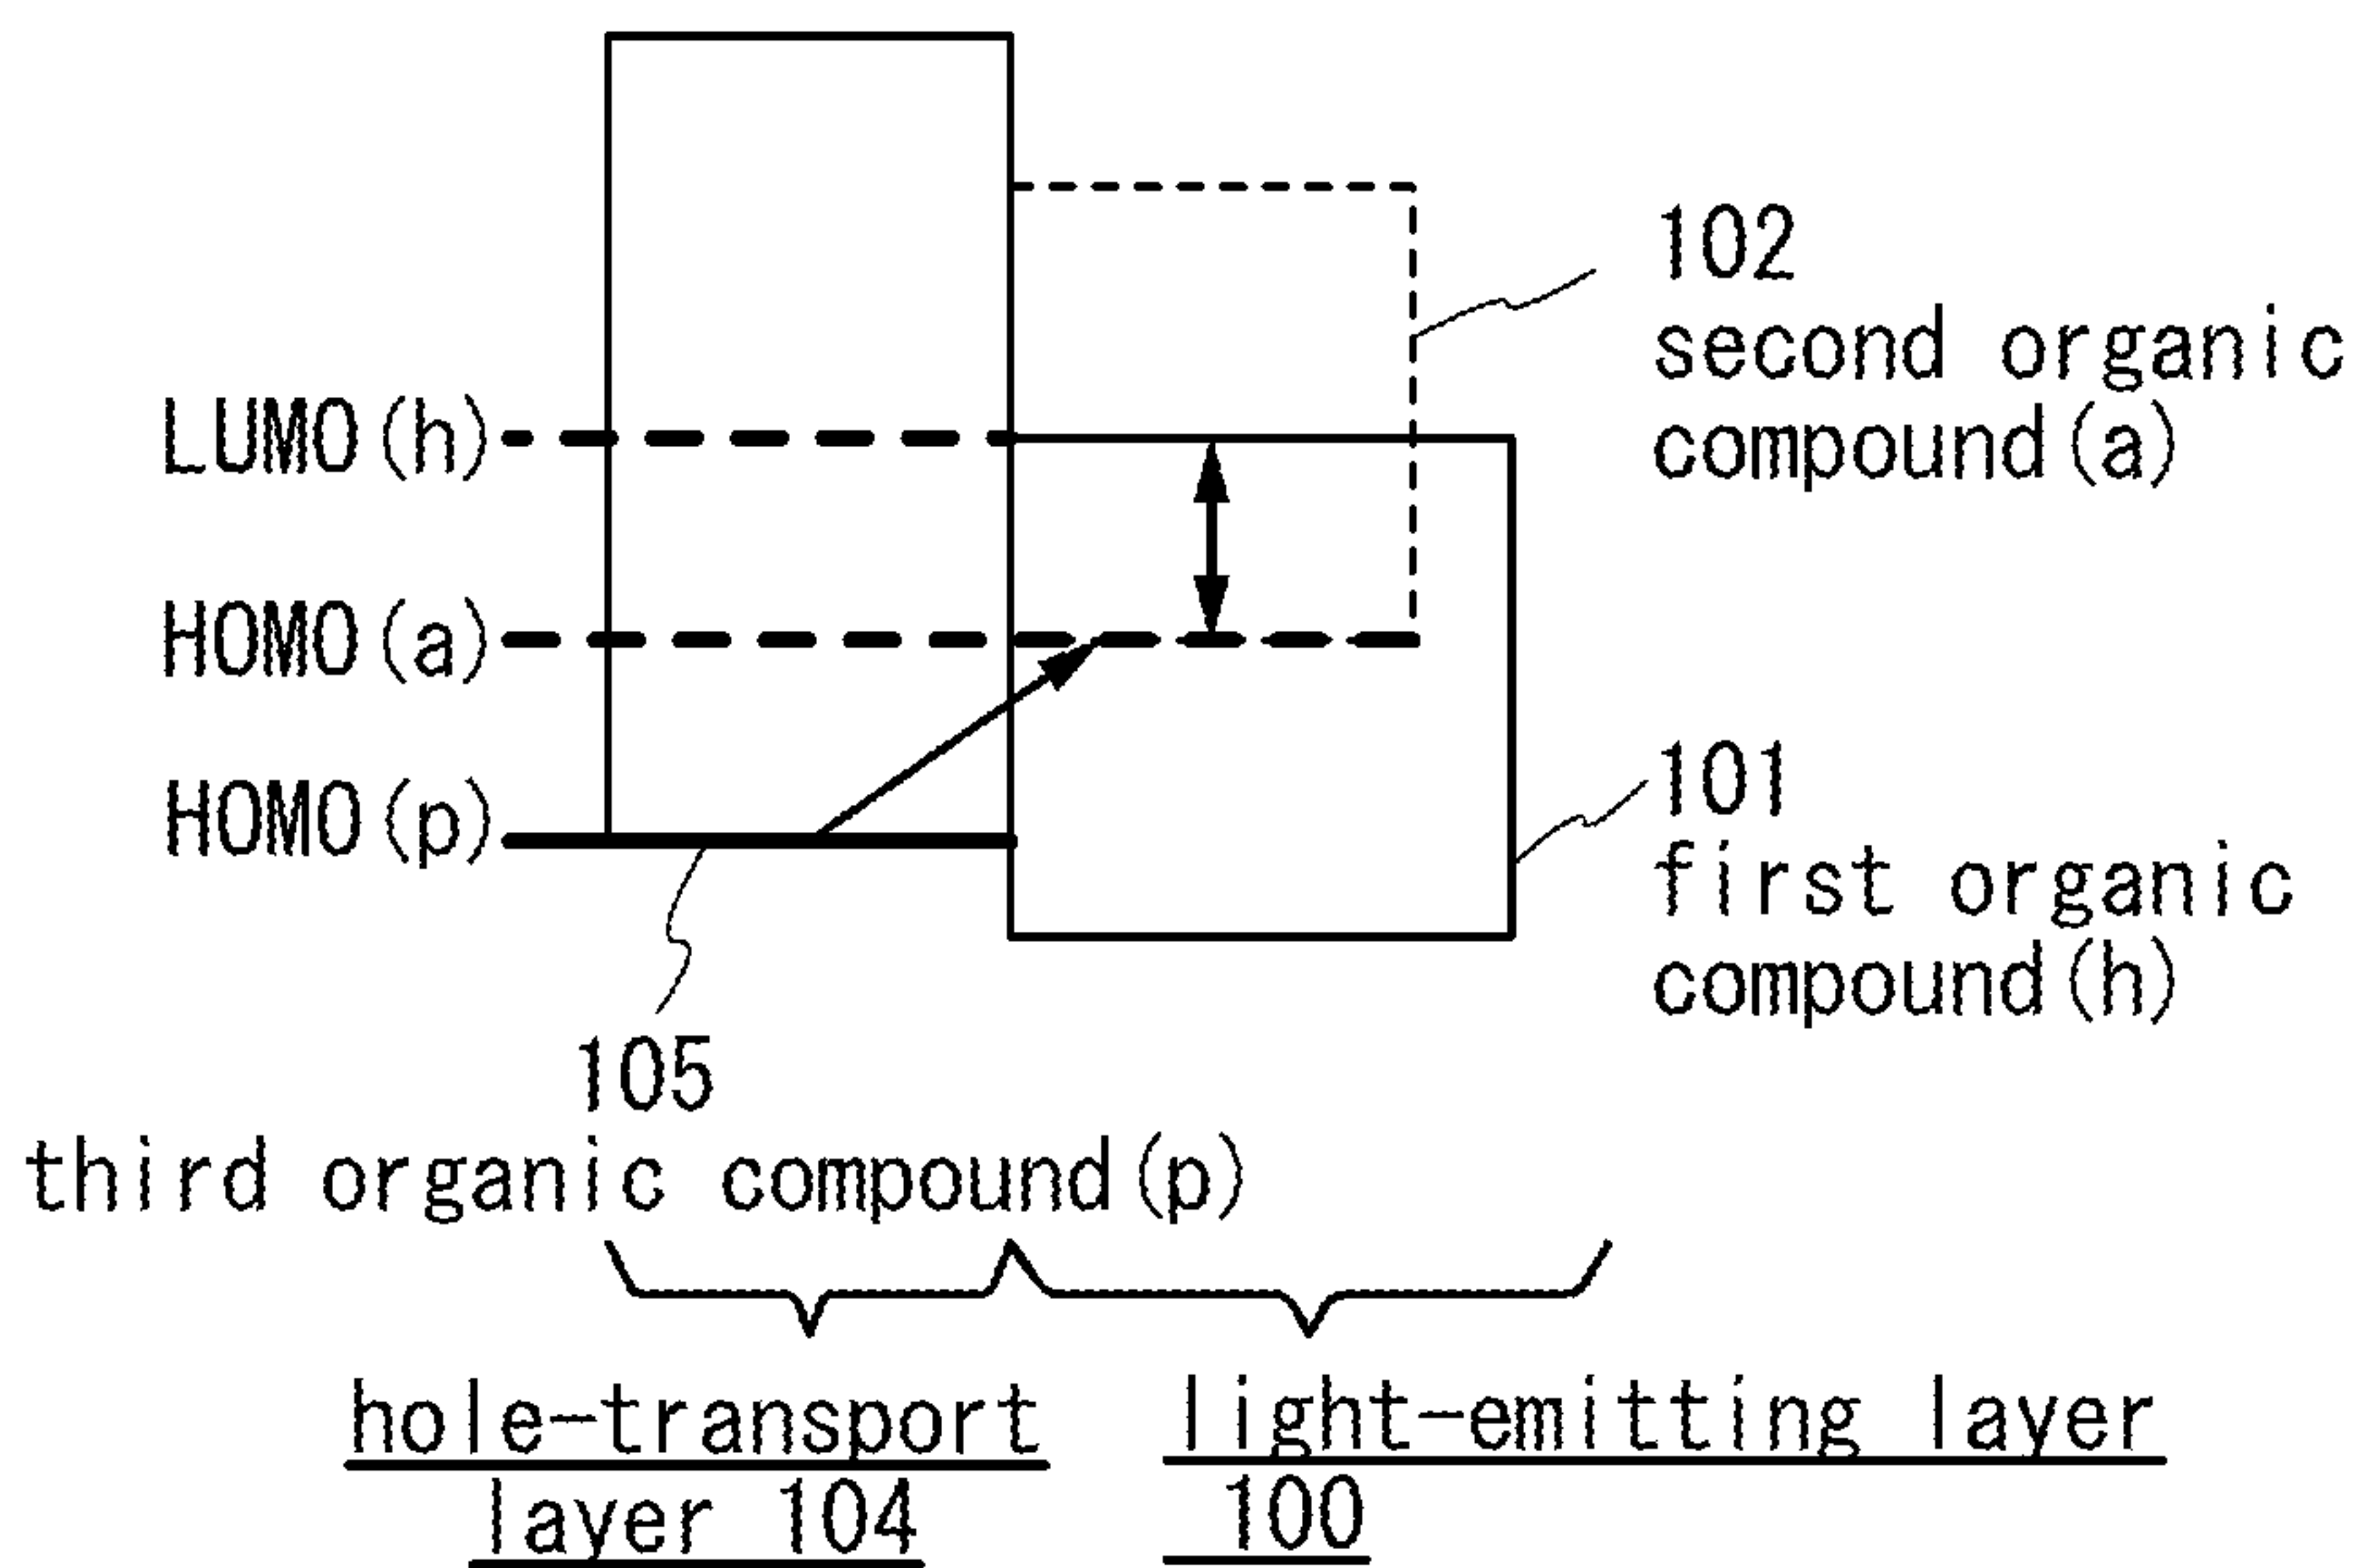 102
second organic
compound(a)
LUMO(h)
HOMO(a)
HOMO(p)
101
first organic
compound(h)
105
third organic compound(p)
hole-transport
layer 104
light-emitting layer
100